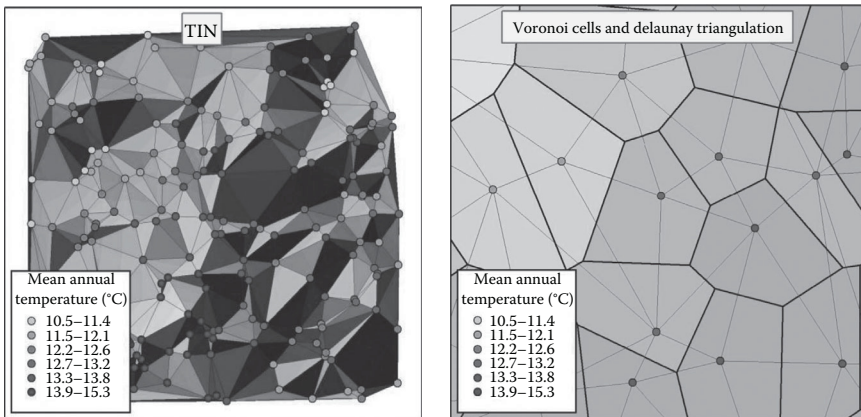 TIN
Mean annual
temperature (°C)
10.5–11.4
11.5–12.1
12.2–12.6
12.7–13.2
13.3–13.8
13.9–15.3
Voronoi cells and delaunay triangulation
Mean annual
temperature (°C)
10.5–11.4
11.5–12.1
12.2–12.6
12.7–13.2
13.3–13.8
13.9–15.3